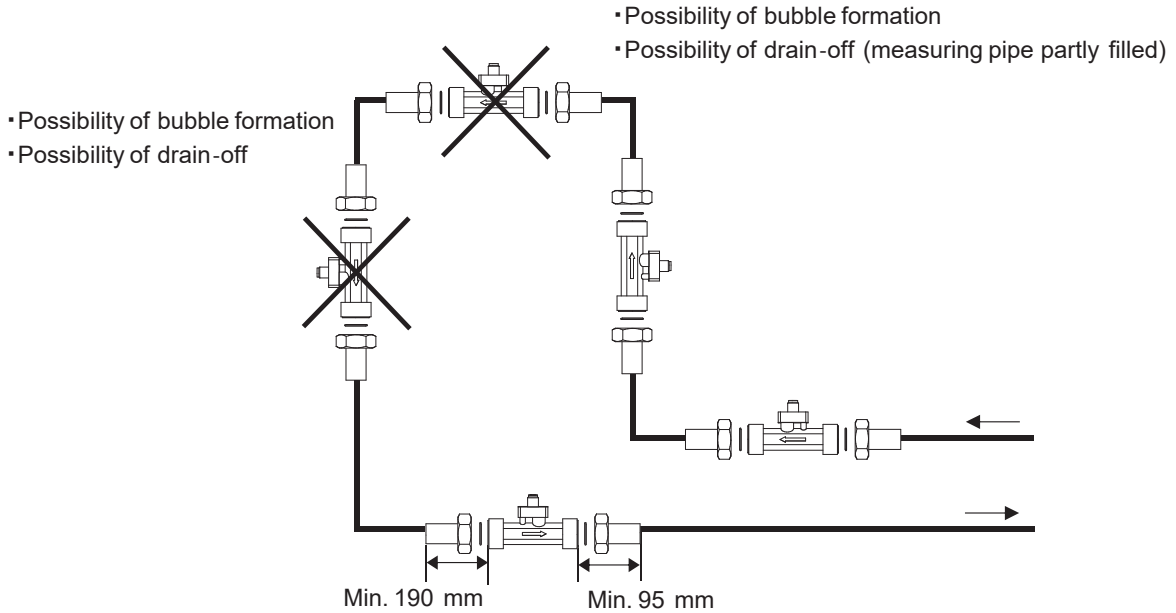 ▪Possibility of bubble formation
▪Possibility of drain-off (measuring pipe partly filled)
▪Possibility of bubble formation
▪Possibility of drain-off
Min. 190 mm
Min. 95 mm